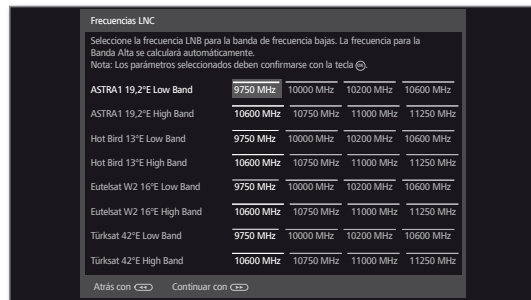 Frecuencias LNC
Seleccione la frecuencia LNB para la banda de frecuencia bajas. La frecuencia para la
Banda Alta se calculará automáticamente.
Nota: Los parámetros seleccionados deben confirmarse con la tecla OK.
ASTRA1 19,2°E Low Band 9750 MHz 10000 MHz 10200 MHz 10600 MHz
ASTRA1 19,2°E High Band 10600 MHz 10750 MHz 11000 MHz 11250 MHz
Hot Bird 13°E Low Band 9750 MHz 10000 MHz 10200 MHz 10600 MHz
Hot Bird 13°E High Band 10600 MHz 10750 MHz 11000 MHz 11250 MHz
Eutelsat W2 16°E Low Band 9750 MHz 10000 MHz 10200 MHz 10600 MHz
Eutelsat W2 16°E High Band 10600 MHz 10750 MHz 11000 MHz 11250 MHz
Türksat 42°E Low Band 9750 MHz 10000 MHz 10200 MHz 10600 MHz
Türksat 42°E High Band 10600 MHz 10750 MHz 11000 MHz 11250 MHz
Atrás con Continuar con